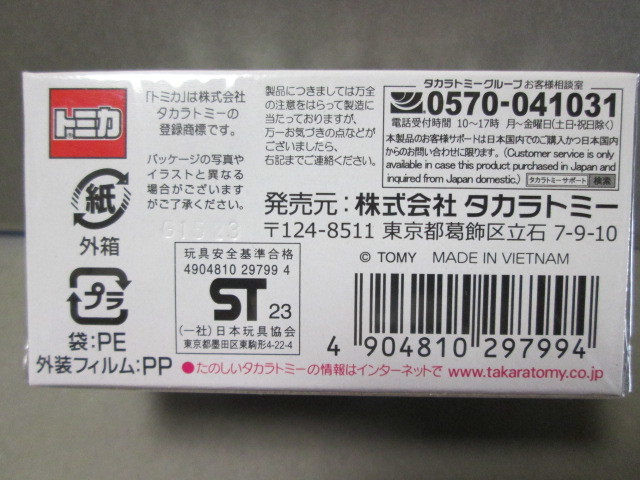 トミカ
「トミカ」は株式会社
タカラトミーの
登録商標です。
パッケージの写真や
イラストと異なる
場合がございます
がご了承ください。
製品につきましては万全
の注意をはらって製造に
当たっておりますが、
万一お気づきの点などが
ございましたら、
右記までご連絡ください。
タカラトミーグループ お客様相談室
0570-041031
電話受付時間 10〜17時 月〜金曜日(土・日・祝日除く)
本製品のお客様サポートは日本国内でのご購入かつ日本国内
からのお問い合わせに限ります。(Customer service is only
available in case this product purchased in Japan and
inquired from Japan domestic.) タカラトミーサポート 検索
発売元:株式会社 タカラトミー
〒124-8511 東京都葛飾区立石 7-9-10
© TOMY MADE IN VIETNAM
紙
外箱
プラ
袋:PE
外装フィルム:PP
玩具安全基準合格
4904810 29799 4
ST 23
(一社)日本玩具協会
東京都墨田区東駒形4-22-4
4 904810 297994
●たのしいタカラトミーの情報はインターネットで www.takaratomy.co.jp